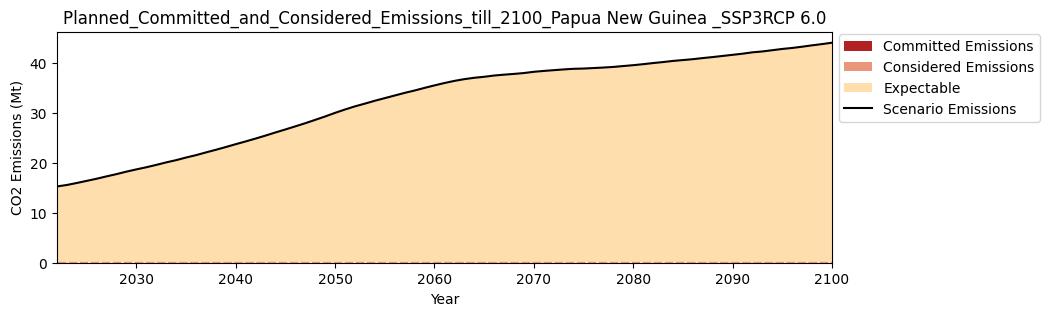 Planned_Committed_and_Considered_Emissions_till_2100_Papua New Guinea _SSP3RCP 6.0
Committed Emissions
Considered Emissions
Expectable
Scenario Emissions
CO2 Emissions (Mt)
40
30
20
10
0
2030 2040 2050 2060 2070 2080 2090 2100
Year